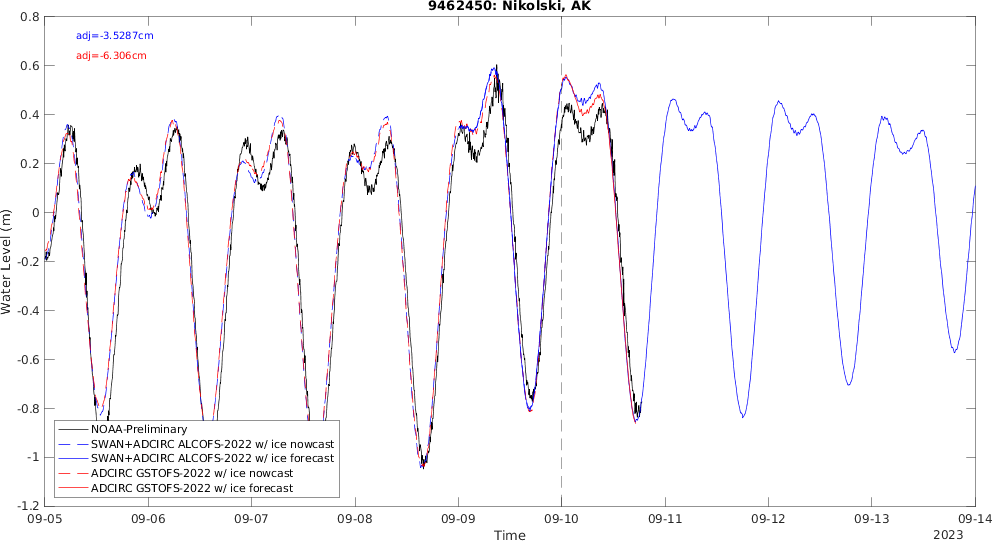 9462450: Nikolski, AK
adj=-3.5287cm
adj=-6.306cm
Water Level (m)
0.8
0.6
0.4
0.2
0
-0.2
-0.4
-0.6
-0.8
-1
-1.2
NOAA-Preliminary
SWAN+ADCIRC ALCOFS-2022 w/ ice nowcast
SWAN+ADCIRC ALCOFS-2022 w/ ice forecast
ADCIRC GSTOFS-2022 w/ ice nowcast
ADCIRC GSTOFS-2022 w/ ice forecast
09-05 09-06 09-07 09-08 09-09 09-10 09-11 09-12 09-13 09-14
Time
2023